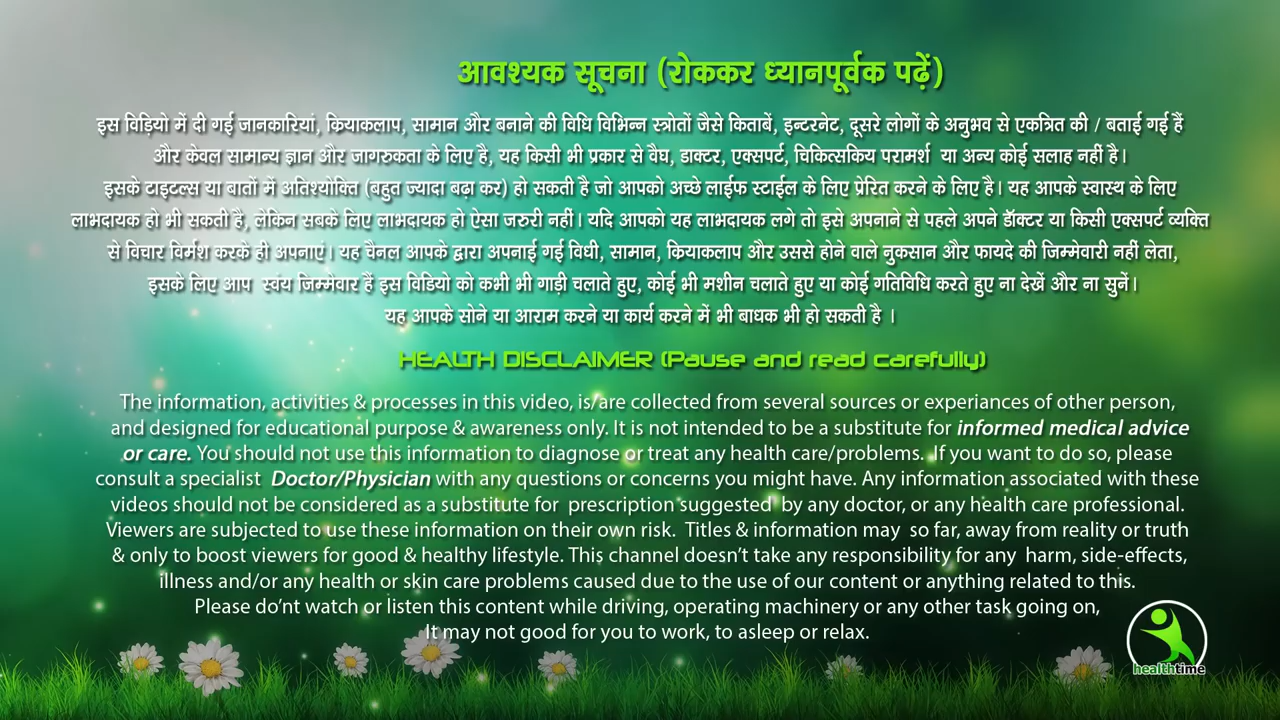 आवश्यक सूचना (रोककर ध्यानपूर्वक पढ़ें)
इस विड़ियो में दी गई जानकारियां, क्रियाकलाप, सामान और बनाने की विधि विभिन्न स्त्रोतों जैसे किताबें, इन्टरनेट, दूसरे लोगों के अनुभव से एकत्रित की / बताई गई हैं
और केवल सामान्य ज्ञान और जागरुकता के लिए है, यह किसी भी प्रकार से वैघ, डाक्टर, एक्सपर्ट, चिकित्सकिय परामर्श या अन्य कोई सलाह नहीं है।
इसके टाइटल्स या बातों में अतिश्योक्ति (बहुत ज्यादा बढ़ा कर) हो सकती है जो आपको अच्छे लाईफ स्टाईल के लिए प्रेरित करने के लिए है। यह आपके स्वास्थ के लिए
लाभदायक हो भी सकती है, लेकिन सबके लिए लाभदायक हो ऐसा जरुरी नहीं। यदि आपको यह लाभदायक लगे तो इसे अपनाने से पहले अपने डॅाक्टर या किसी एक्सपर्ट व्यक्ति
से विचार विर्मश करके ही अपनाएं। यह चैनल आपके द्वारा अपनाई गई विधी, सामान, क्रियाकलाप और उससे होने वाले नुकसान और फायदे की जिम्मेवारी नहीं लेता,
इसके लिए आप स्वंय जिम्मेवार हैं इस विडियो को कभी भी गाड़ी चलाते हुए, कोई भी मशीन चलाते हुए या कोई गतिविधि करते हुए ना देखें और ना सुनें।
यह आपके सोने या आराम करने या कार्य करने में भी बाधक भी हो सकती है ।
HEALTH DISCLAIMER (Pause and read carefully)
The information, activities & processes in this video, is/are collected from several sources or experiances of other person,
and designed for educational purpose & awareness only. It is not intended to be a substitute for informed medical advice
or care. You should not use this information to diagnose or treat any health care/problems. If you want to do so, please
consult a specialist Doctor/Physician with any questions or concerns you might have. Any information associated with these
videos should not be considered as a substitute for prescription suggested by any doctor, or any health care professional.
Viewers are subjected to use these information on their own risk. Titles & information may so far, away from reality or truth
& only to boost viewers for good & healthy lifestyle. This channel doesn't take any responsibility for any harm, side-effects,
illness and/or any health or skin care problems caused due to the use of our content or anything related to this.
Please do'nt watch or listen this content while driving, operating machinery or any other task going on,
It may not good for you to work, to asleep or relax.
healthtime